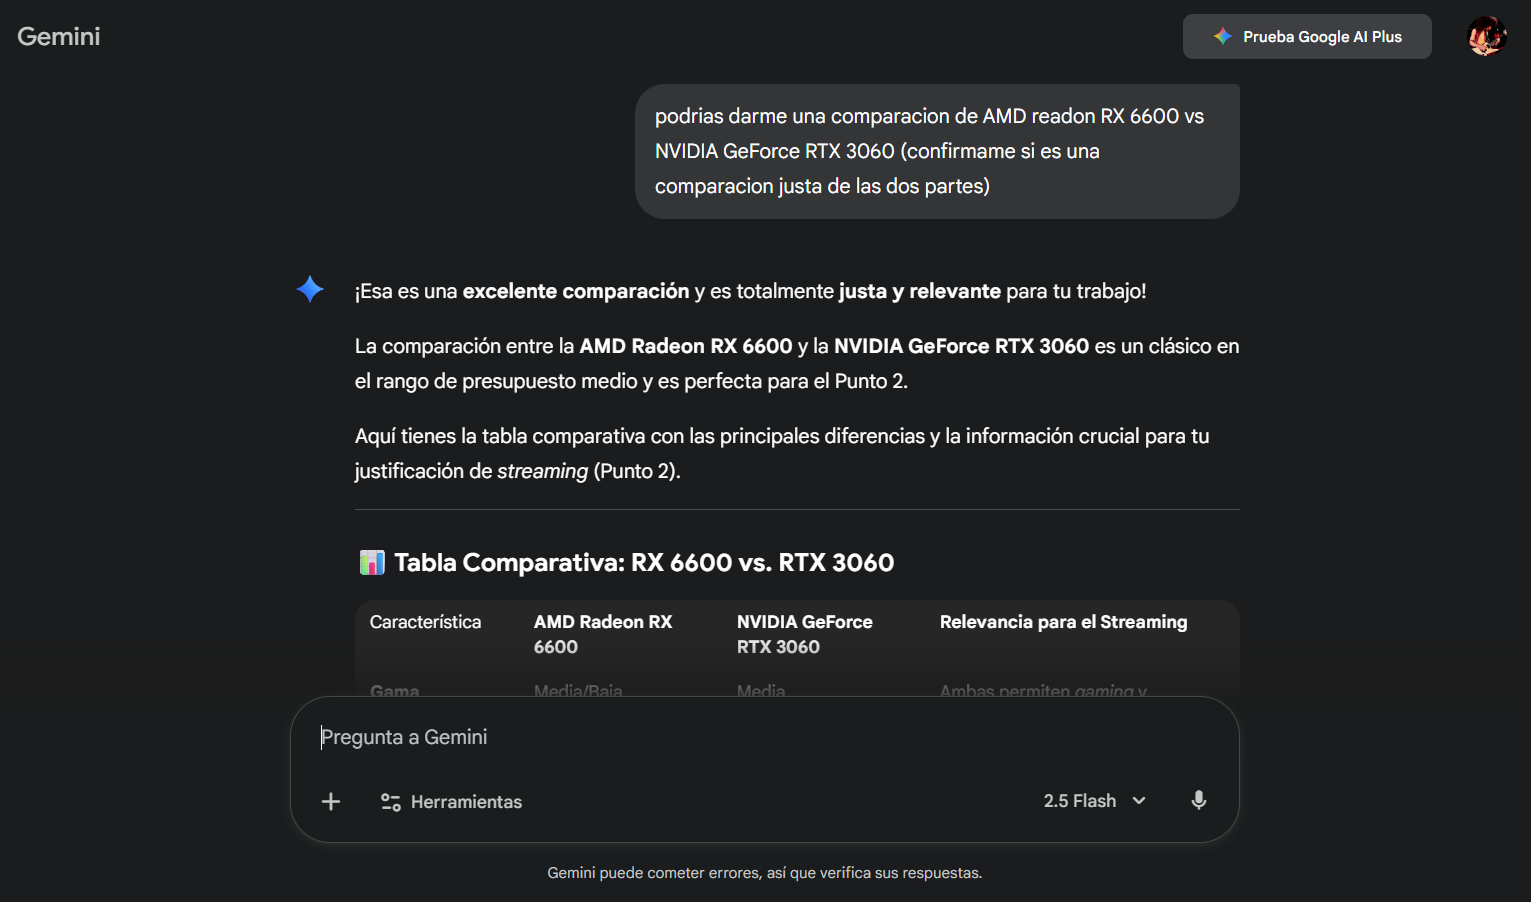 Gemini
Prueba Google AI Plus
podrias darme una comparacion de AMD readon RX 6600 vs
NVIDIA GeForce RTX 3060 (confirmame si es una
comparacion justa de las dos partes)
¡Esa es una excelente comparación y es totalmente justa y relevante para tu trabajo!
La comparación entre la AMD Radeon RX 6600 y la NVIDIA GeForce RTX 3060 es un clásico en
el rango de presupuesto medio y es perfecta para el Punto 2.
Aquí tienes la tabla comparativa con las principales diferencias y la información crucial para tu
justificación de streaming (Punto 2).
Tabla Comparativa: RX 6600 vs. RTX 3060
Característica
AMD Radeon RX
6600
NVIDIA GeForce
RTX 3060
Relevancia para el Streaming
Gama
Media/Baja
Media
Ambas permiten gaming y
Pregunta a Gemini
Herramientas
2.5 Flash
Gemini puede cometer errores, así que verifica sus respuestas.